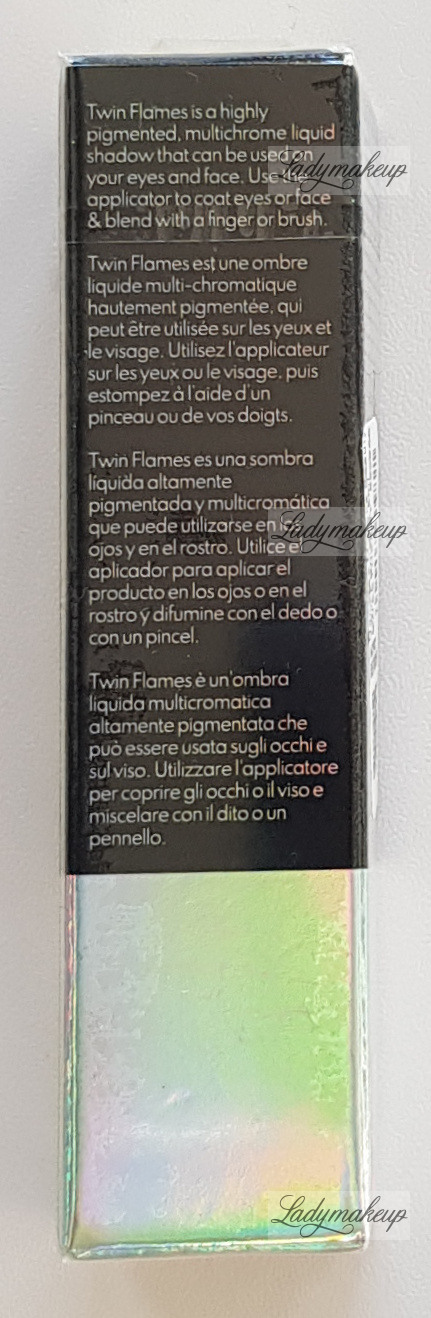 Twin Flames is a highly
pigmented, multichrome liquid
shadow that can be used on
your eyes and face. Use the
applicator to coat eyes or face
& blend with a finger or brush.
Twin Flames est une ombre
liquide multi-chromatique
hautement pigmentée, qui
peut être utilisée sur les yeux et
le visage. Utilisez l'applicateur
sur les yeux ou le visage, puis
estompez à l'aide d'un
pinceau ou de vos doigts.
Twin Flames es una sombra
líquida altamente
pigmentada y multicromática
que puede utilizarse en los
ojos y en el rostro. Utilice el
aplicador para aplicar el
producto en los ojos o en el
rostro y difumine con el dedo o
con un pincel.
Twin Flames è un'ombra
liquida multicromatica
altamente pigmentata che
può essere usata sugli occhi e
sul viso. Utilizzare l'applicatore
per coprire gli occhi o il viso e
miscelare con il dito o un
pennello.
Ladymakeup
Ladymakeup
Ladymakeup